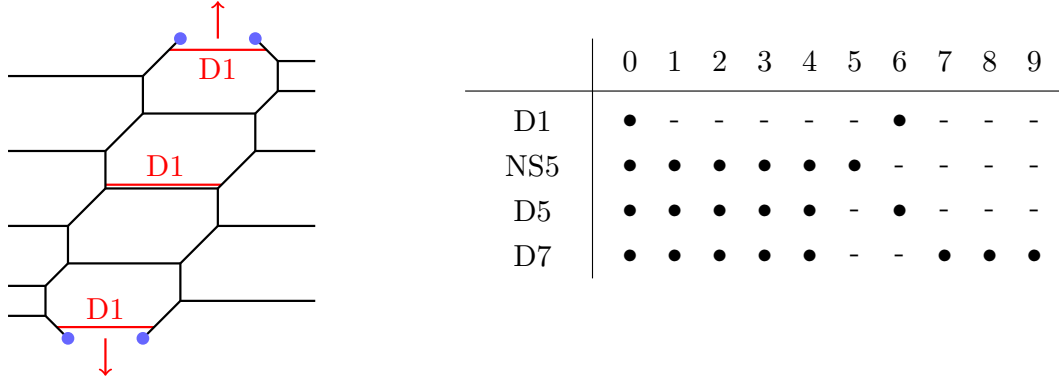 D1
D1
D1
0 1 2 3 4 5 6 7 8 9
D1 • - - - - - • - - -
NS5 • • • • • • - - - -
D5 • • • • • - • - - -
D7 • • • • • - - • • •